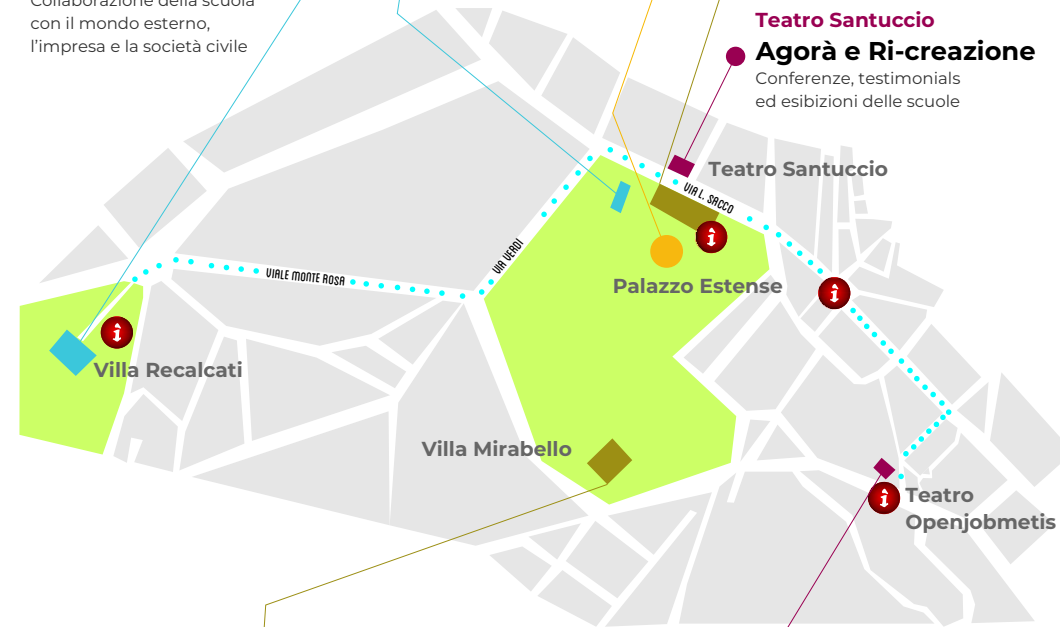 Collaborazione della scuola
con il mondo esterno,
l’impresa e la società civile
Teatro Santuccio
Agorà e Ri-creazione
Conferenze, testimonials
ed esibizioni delle scuole
Teatro Santuccio
VIA L. SACCO
VIA VERDI
VIALE MONTE ROSA
Palazzo Estense
Villa Recalcati
Villa Mirabello
Teatro
Openjobmetis
i
i
i
i